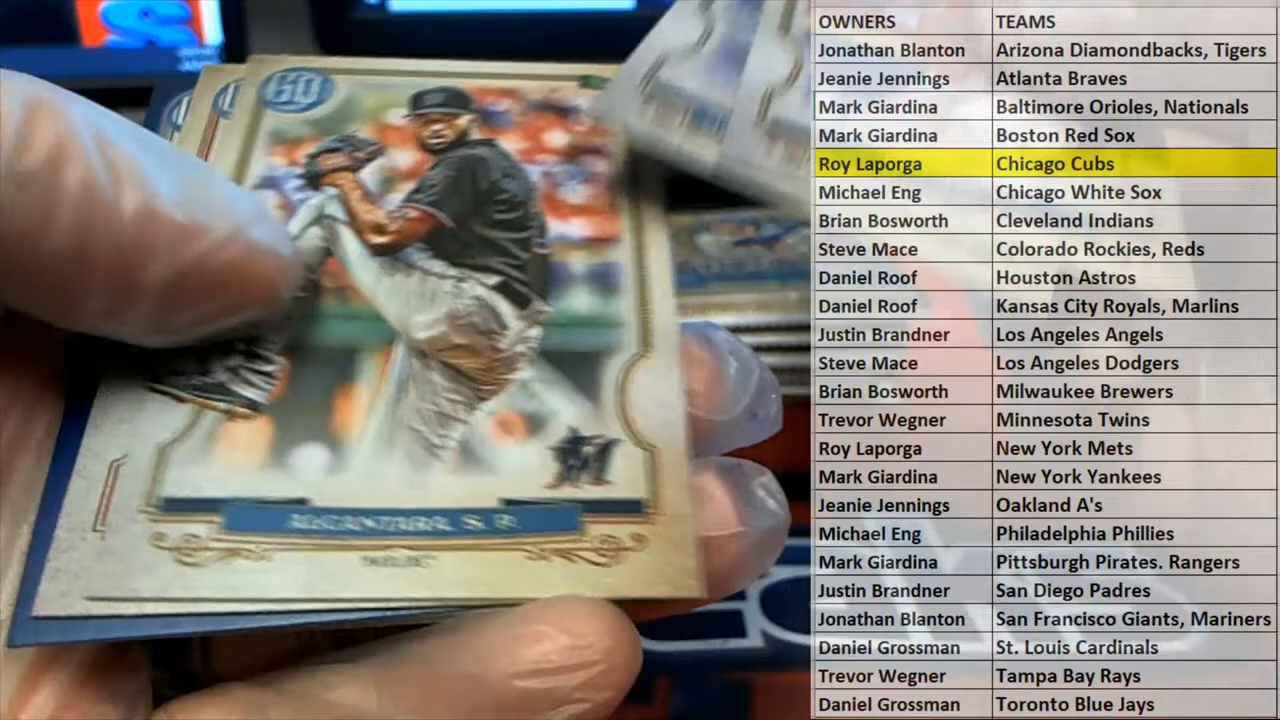 GQ
ALCANTARA, S. P.
OWNERS TEAMS
Jonathan Blanton Arizona Diamondbacks, Tigers
Jeanie Jennings Atlanta Braves
Mark Giardina Baltimore Orioles, Nationals
Mark Giardina Boston Red Sox
Roy Laporga Chicago Cubs
Michael Eng Chicago White Sox
Brian Bosworth Cleveland Indians
Steve Mace Colorado Rockies, Reds
Daniel Roof Houston Astros
Daniel Roof Kansas City Royals, Marlins
Justin Brandner Los Angeles Angels
Steve Mace Los Angeles Dodgers
Brian Bosworth Milwaukee Brewers
Trevor Wegner Minnesota Twins
Roy Laporga New York Mets
Mark Giardina New York Yankees
Jeanie Jennings Oakland A's
Michael Eng Philadelphia Phillies
Mark Giardina Pittsburgh Pirates. Rangers
Justin Brandner San Diego Padres
Jonathan Blanton San Francisco Giants, Mariners
Daniel Grossman St. Louis Cardinals
Trevor Wegner Tampa Bay Rays
Daniel Grossman Toronto Blue Jays